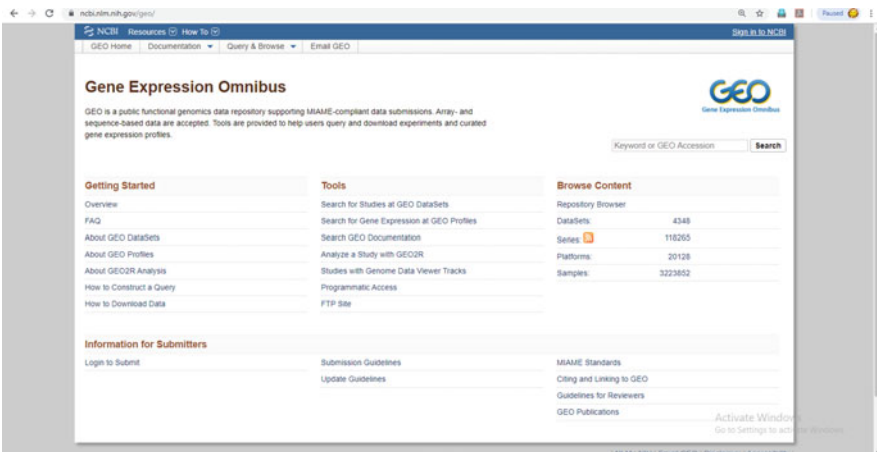 ncbi.nlm.nih.gov/geo/
Paused
NCBI Resources How To
Sign in to NCBI
GEO Home Documentation Query & Browse Email GEO
Gene Expression Omnibus
GEO is a public functional genomics data repository supporting MIAME-compliant data submissions. Array- and
sequence-based data are accepted. Tools are provided to help users query and download experiments and curated
gene expression profiles.
GEO
Gene Expression Omnibus
Keyword or GEO Accession Search
Getting Started
Overview
FAQ
About GEO DataSets
About GEO Profiles
About GEO2R Analysis
How to Construct a Query
How to Download Data
Tools
Search for Studies at GEO DataSets
Search for Gene Expression at GEO Profiles
Search GEO Documentation
Analyze a Study with GEO2R
Studies with Genome Data Viewer Tracks
Programmatic Access
FTP Site
Browse Content
Repository Browser
DataSets: 4348
Series: 118265
Platforms: 20128
Samples: 3223852
Information for Submitters
Login to Submit
Submission Guidelines
Update Guidelines
MIAME Standards
Citing and Linking to GEO
Guidelines for Reviewers
GEO Publications
Activate Windows
Go to Settings to activate Windows.